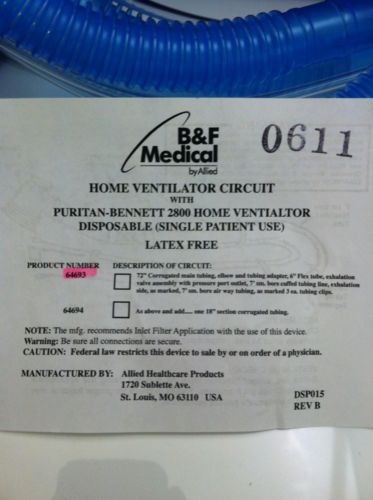 B&F
Medical
by Allied
0611
HOME VENTILATOR CIRCUIT
WITH
PURITAN-BENNETT 2800 HOME VENTIALTOR
DISPOSABLE (SINGLE PATIENT USE)
LATEX FREE
PRODUCT NUMBER DESCRIPTION OF CIRCUIT:
64693 72" Corrugated main tubing, elbow and tubing adapter, 6" Flex tube, exhalation
valve assembly with pressure port outlet, 7' sm. bore cuffed tubing line, exhalation
side, as marked, 7' sm. bore air way tubing, as marked 3 ea. tubing clips.
64694 As above and add..... one 18" section corrugated tubing.
NOTE: The mfg. recommends Inlet Filter Application with the use of this device.
Warning: Be sure all connections are secure.
CAUTION: Federal law restricts this device to sale by or on order of a physician.
MANUFACTURED BY: Allied Healthcare Products
1720 Sublette Ave.
St. Louis, MO 63110 USA
DSP015
REV B